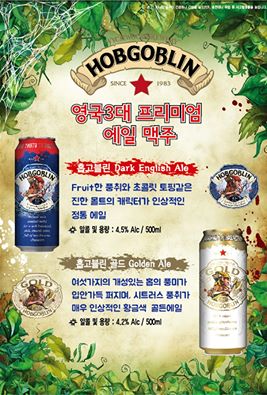 HOBGOBLIN
SINCE 1983
영국3대 프리미엄
에일 맥주
홉고블린 Dark English Ale
Fruit한 풍취와 초콜릿 토핑같은
진한 몰트의 캐릭터가 인상적인
정통 에일
알콜 및 용량 : 4.5% Alc / 500ml
HOBGOBLIN
홉고블린 골드 Golden Ale
여섯가지의 개성있는 홉의 풍미가
입안가득 퍼지며, 시트러스 풍취가
매우 인상적인 황금색 골든에일
알콜 및 용량 : 4.2% Alc / 500ml
GOLD
HOBGOBLIN
GOLD